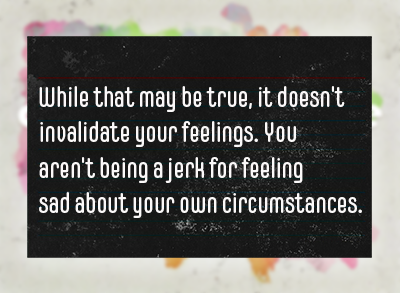 While that may be true, it doesn't
invalidate your feelings. You
aren't being a jerk for feeling
sad about your own circumstances.